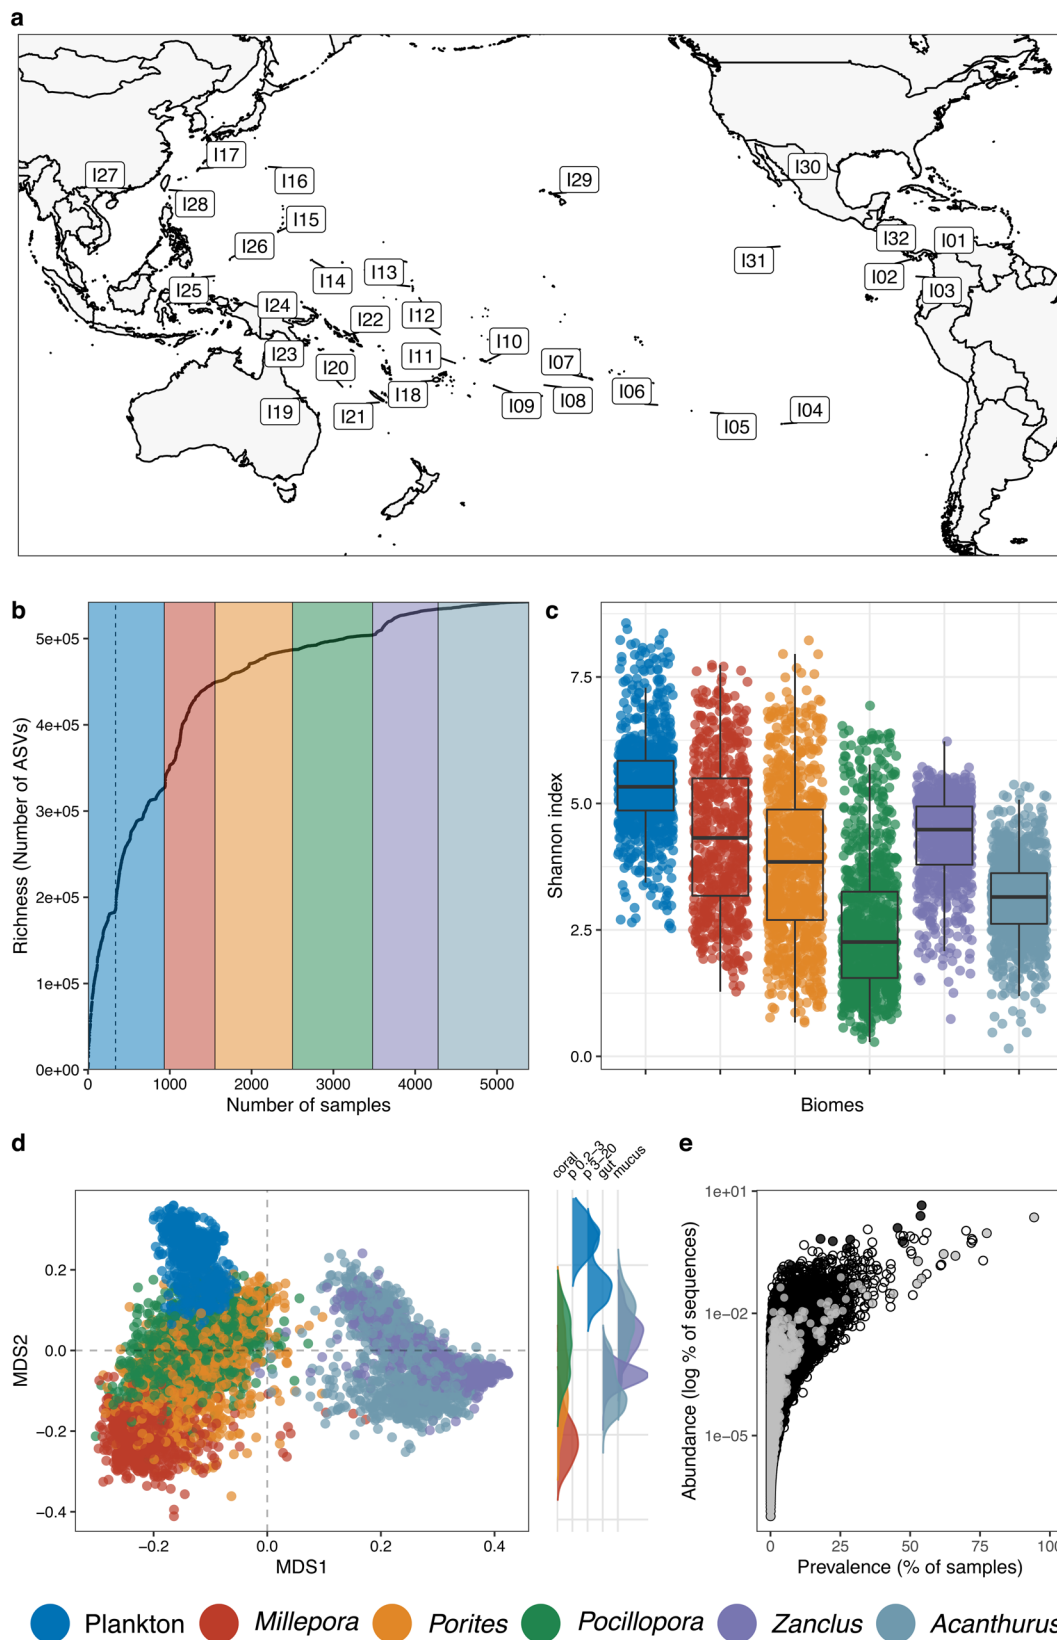 a
I17
I27
I16
I29
I30
I28
I15
I26
I32
I01
I31
I14
I13
I02
I03
I25
I24
I12
I22
I10
I11
I23
I20
I07
I06
I18
I19
I21
I09
I08
I04
I05
b
c
Richness (Number of ASVs)
5e+05
4e+05
3e+05
2e+05
1e+05
0e+00
0 1000 2000 3000 4000 5000
Number of samples
Shannon index
7.5
5.0
2.5
0.0
Biomes
d
e
coral
p 0.2–3
p 3–20
gut
mucus
MDS2
0.2
0.0
−0.2
−0.4
−0.2 0.0 0.2 0.4
MDS1
Abundance (log % of sequences)
1e+01
1e−02
1e−05
0 25 50 75 100
Prevalence (% of samples)
Plankton Millepora Porites Pocillopora Zanclus Acanthurus